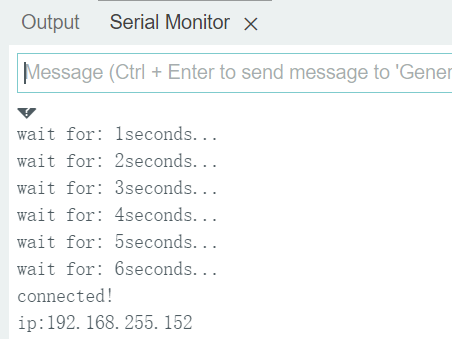 Output Serial Monitor ×
Message (Ctrl + Enter to send message to 'Gener
wait for: 1seconds...
wait for: 2seconds...
wait for: 3seconds...
wait for: 4seconds...
wait for: 5seconds...
wait for: 6seconds...
connected!
ip:192.168.255.152